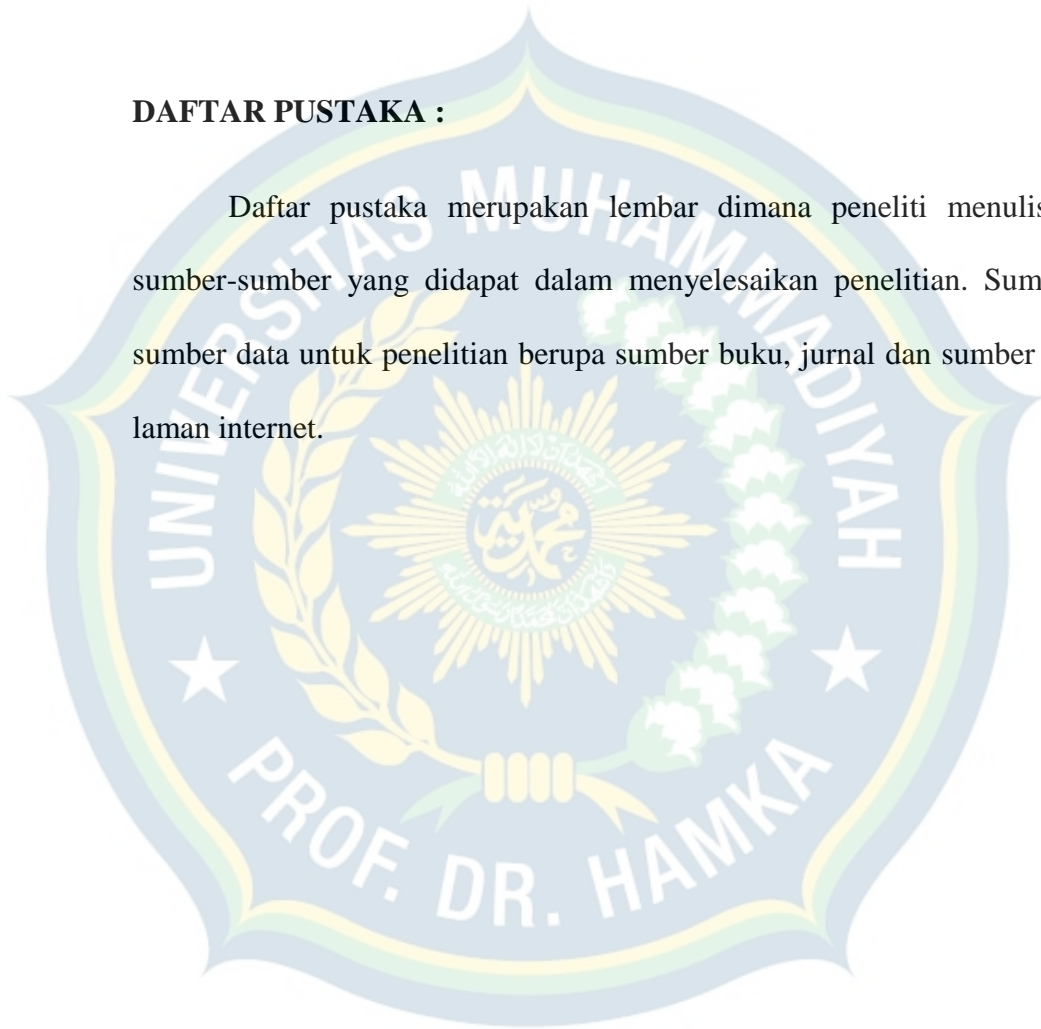 DAFTAR PUSTAKA :
Daftar pustaka merupakan lembar dimana peneliti menulis
sumber-sumber yang didapat dalam menyelesaikan penelitian. Sum
sumber data untuk penelitian berupa sumber buku, jurnal dan sumber
laman internet.
UNIVERSITAS MUHAMMADIYAH
PROF. DR. HAMKA